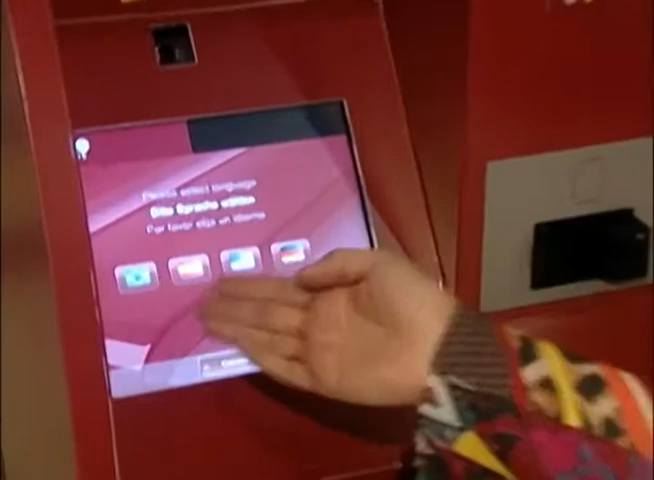 Please select language
Bitte Sprache wählen
Por favor elija un idioma